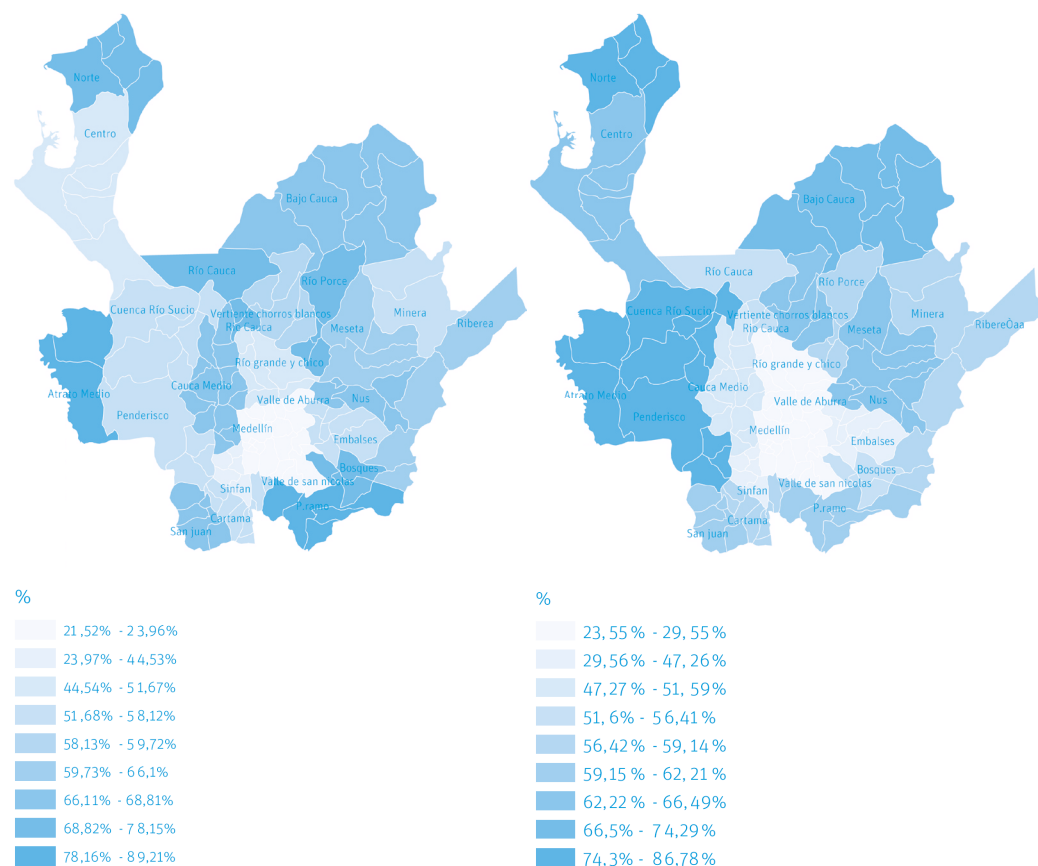 Norte
Centro
Bajo Cauca
Río Cauca
Río Porce
Cuenca Río Sucio
Vertiente chorros blancos
Río Cauca
Meseta
Minera
Riberea
Río grande y chico
Atrato Medio
Cauca Medio
Valle de Aburra
Nus
Penderisco
Medellín
Embalses
Bosques
Valle de san nicolas
Sinfan
P.ramo
Cartama
San juan
%
21,52% - 23,96%
23,97% - 44,53%
44,54% - 51,67%
51,68% - 58,12%
58,13% - 59,72%
59,73% - 66,1%
66,11% - 68,81%
68,82% - 78,15%
78,16% - 89,21%
Norte
Centro
Bajo Cauca
Río Cauca
Río Porce
Cuenca Río Sucio
Vertiente chorros blancos
Río Cauca
Meseta
Minera
RibereÕaa
Río grande y chico
Atrato Medio
Cauca Medio
Valle de Aburra
Nus
Penderisco
Medellín
Embalses
Bosques
Valle de san nicolas
Sinfan
P.ramo
Cartama
San juan
%
23,55% - 29,55%
29,56% - 47,26%
47,27% - 51,59%
51,6% - 56,41%
56,42% - 59,14%
59,15% - 62,21%
62,22% - 66,49%
66,5% - 74,29%
74,3% - 86,78%